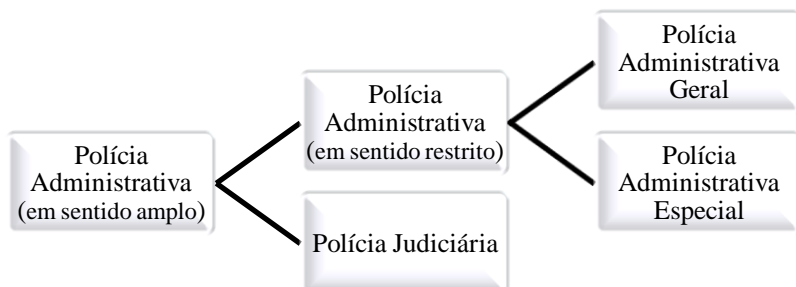 Polícia
Administrativa
(em sentido amplo)
Polícia
Administrativa
(em sentido restrito)
Polícia Judiciária
Polícia
Administrativa
Geral
Polícia
Administrativa
Especial